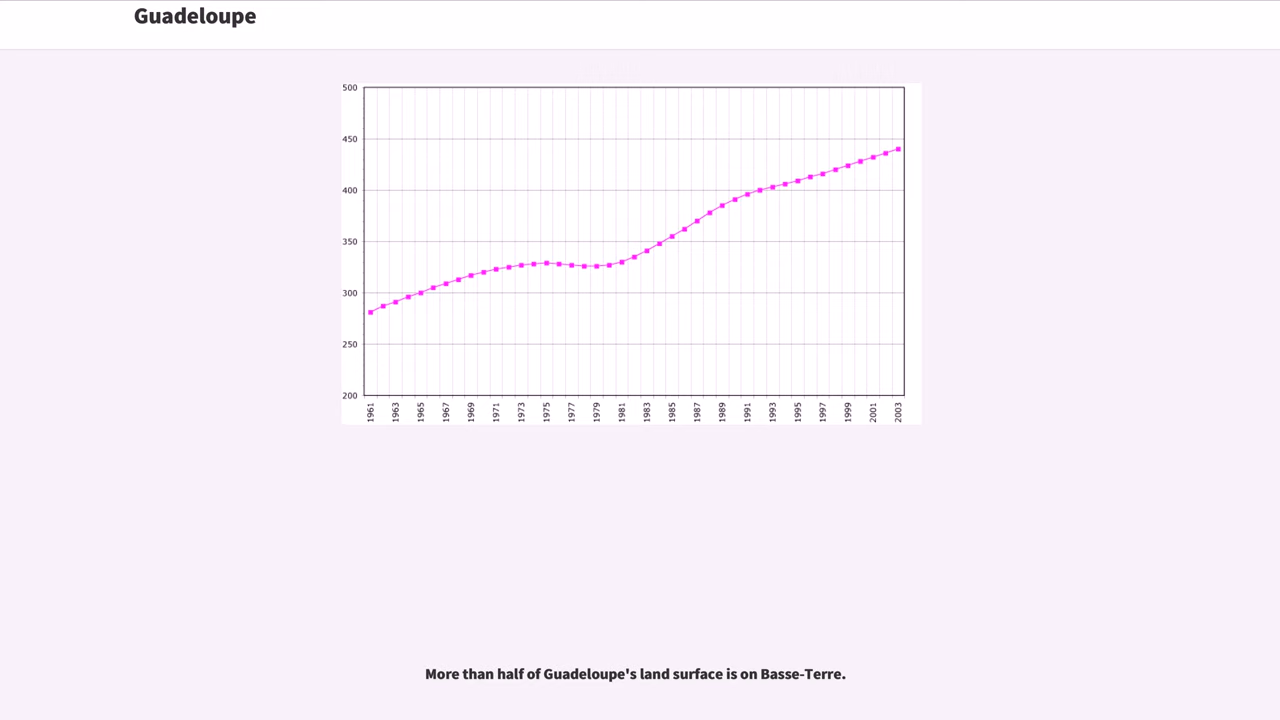 Guadeloupe
500
450
400
350
300
250
200
1961 1963 1965 1967 1969 1971 1973 1975 1977 1979 1981 1983 1985 1987 1989 1991 1993 1995 1997 1999 2001 2003
More than half of Guadeloupe's land surface is on Basse-Terre.